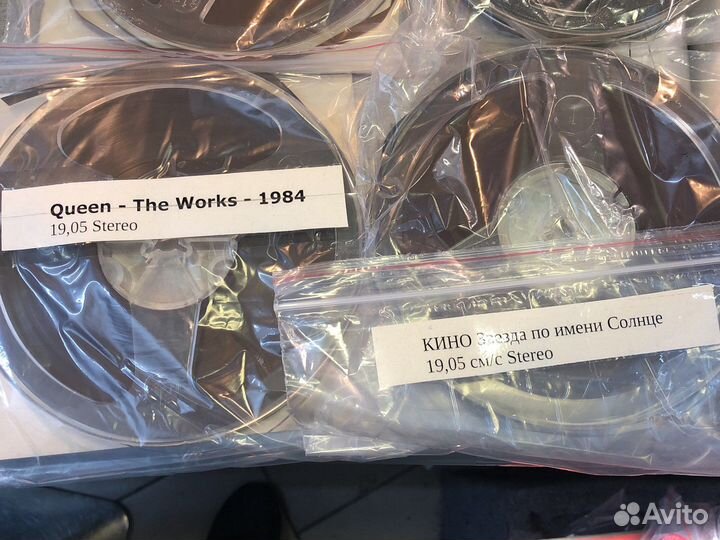 Queen - The Works - 1984
19,05 Stereo
КИНО Звезда по имени Солнце
19,05 см/с Stereo
Avito